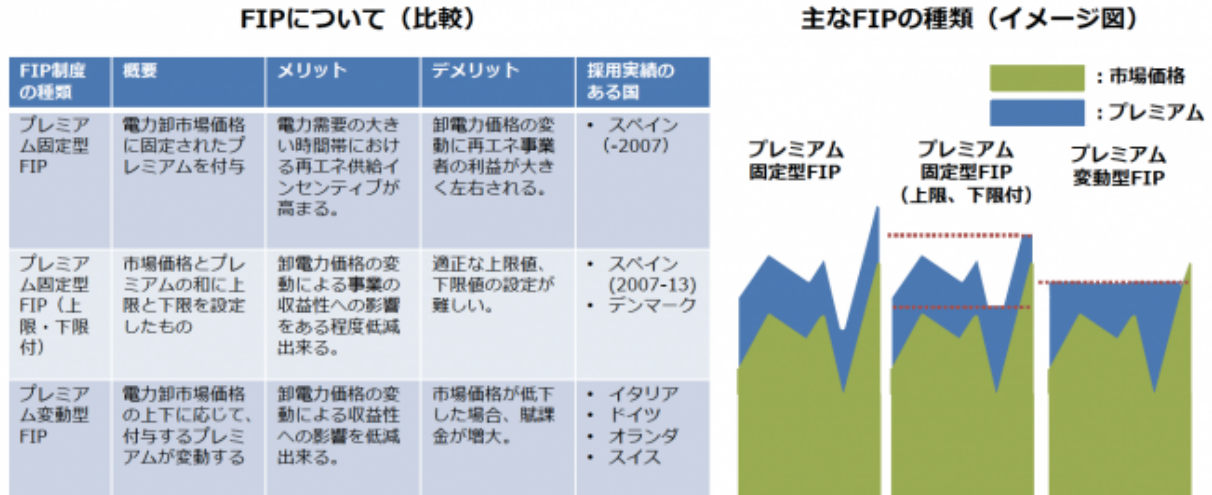 FIPについて（比較）
FIP制度
の種類
概要
メリット
デメリット
採用実績の
ある国
プレミア
ム固定型
FIP
電力卸市場価格
に固定されたプ
レミアムを付与
電力需要の大き
い時間帯におけ
る再エネ供給イ
ンセンティブが
高まる。
卸電力価格の変
動に再エネ事業
者の利益が大き
く左右される。
• スペイン
(-2007)
プレミア
ム固定型
FIP（上
限・下限
付）
市場価格とプレ
ミアムの和に上
限と下限を設定
したもの
卸電力価格の変
動による事業の
収益性への影響
をある程度低減
出来る。
適正な上限値、
下限値の設定が
難しい。
• スペイン
(2007-13)
• デンマーク
プレミア
ム変動型
FIP
電力卸市場価格
の上下に応じて、
付与するプレミ
アムが変動する
卸電力価格の変
動による収益性
への影響を低減
出来る。
市場価格が低下
した場合、賦課
金が増大。
• イタリア
• ドイツ
• オランダ
• スイス
主なFIPの種類（イメージ図）
：市場価格
：プレミアム
プレミアム
固定型FIP
プレミアム
固定型FIP
（上限、下限付）
プレミアム
変動型FIP